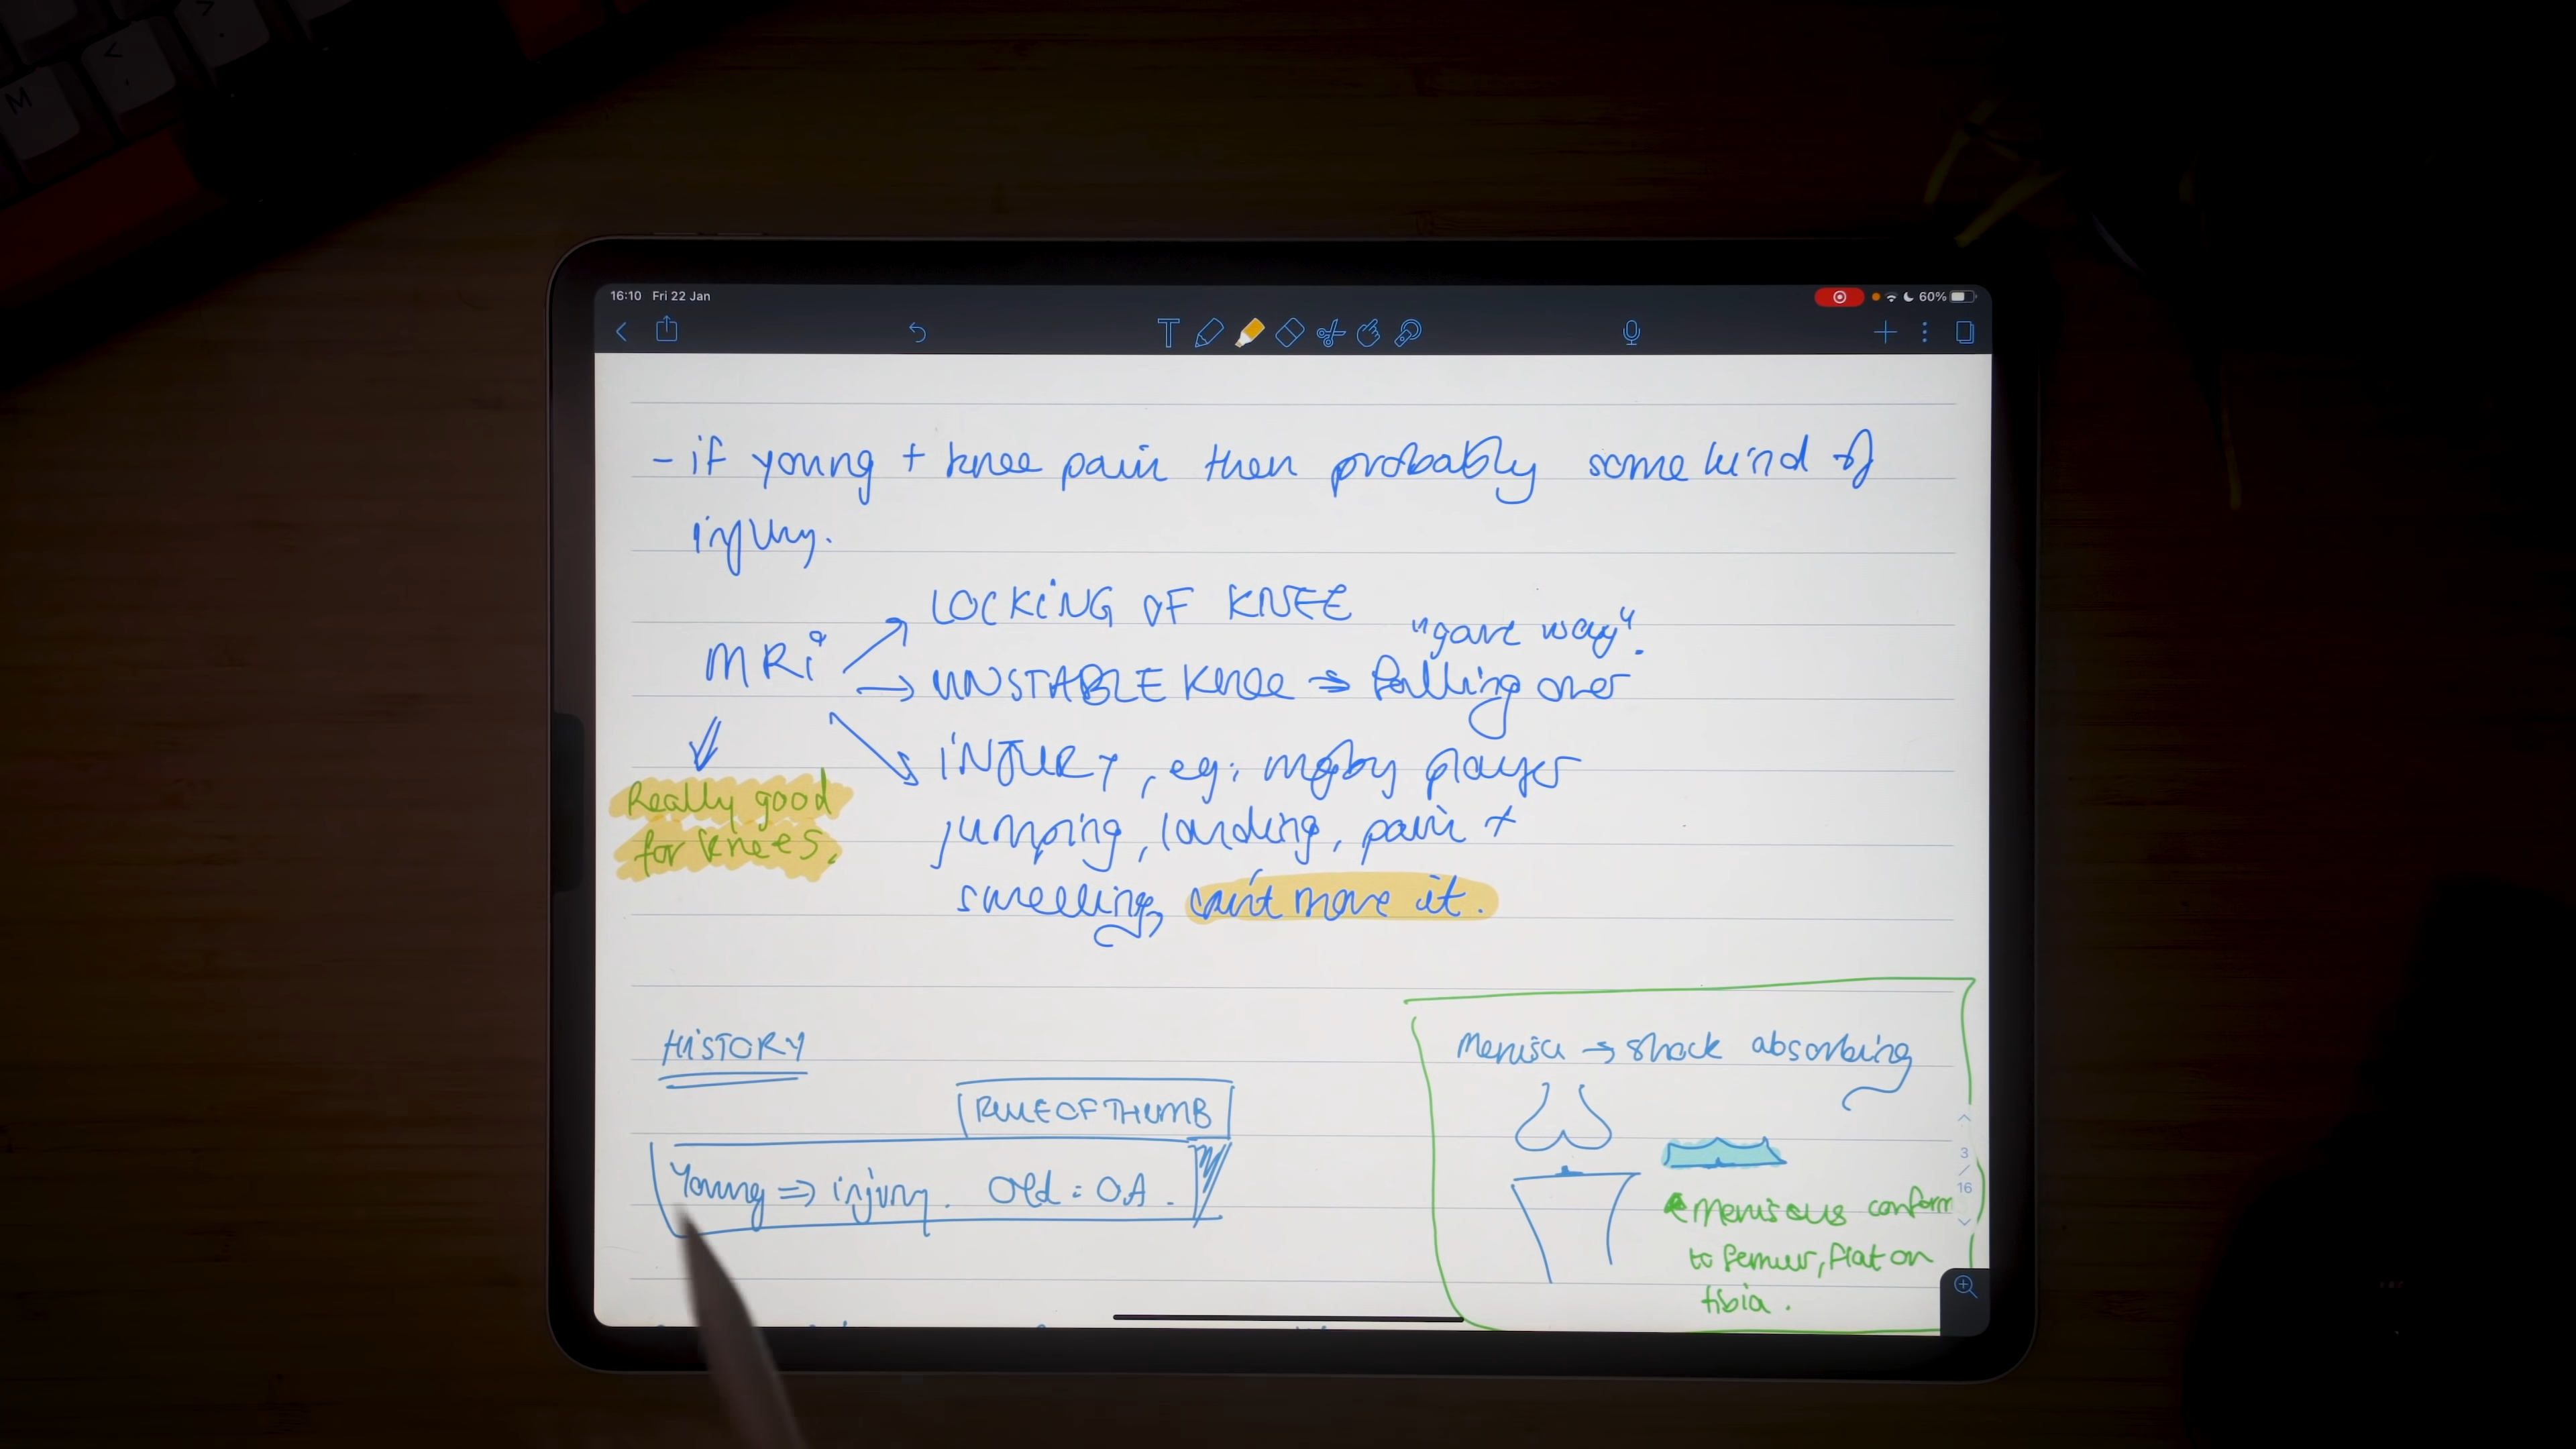 M
<
>
16:10 Fri 22 Jan
60%
- if young + knee pain then probably some kind of
injury.
LOCKiNG OF KNEE
"gave way".
MRi
UNSTABLE Knee ⇒ falling over
iNJURY, eg: rugby player
Really good
for knees.
jumping, landing, pain +
swelling, can't move it.
HiSTORY
Menisci → shock absorbing
RULE OF THUMB
Young ⇒ injury. Old = OA.
Meniscus conform
to femur, flat on
tibia.
3
/
16